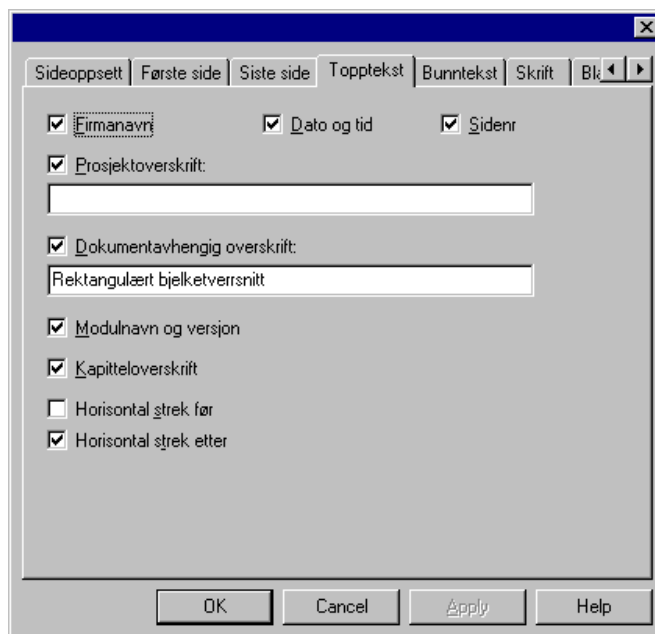 Sideoppsett Første side Siste side Topptekst Bunntekst Skrift Bla
Firmanavn Dato og tid Sidenr
Prosjektoverskrift:
Dokumentavhengig overskrift:
Rektangulært bjelketverrsnitt
Modulnavn og versjon
Kapitteloverskrift
Horisontal strek før
Horisontal strek etter
OK Cancel Apply Help